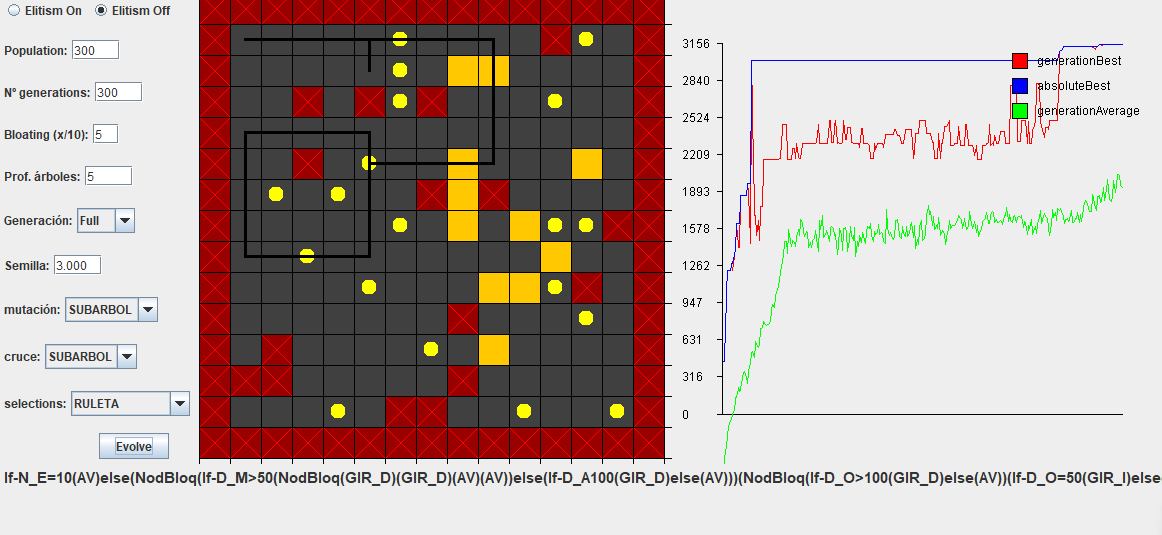 Elitism On Elitism Off
Population: 300
Nº generations: 300
Bloating (x/10): 5
Prof. árboles: 5
Generación: Full
Semilla: 3.000
mutación: SUBARBOL
cruce: SUBARBOL
selections: RULETA
Evolve
3156
2840
2524
2209
1893
1578
1262
947
631
316
0
generationBest
absoluteBest
generationAverage
If-N_E=10(AV)else(NodBloq(If-D_M>50(NodBloq(GIR_D)(GIR_D)(AV)(AV))else(If-D_A100(GIR_D)else(AV)))(NodBloq(If-D_O>100(GIR_D)else(AV))(If-D_O=50(GIR_I)else